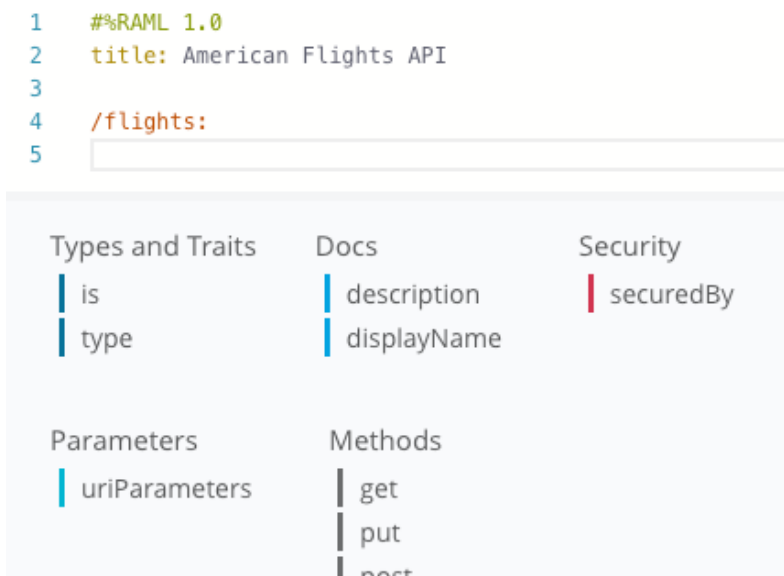 1 #%RAML 1.0
2 title: American Flights API
3
4 /flights:
5
Types and Traits Docs Security
is description securedBy
type displayName
Parameters Methods
uriParameters get
put
post